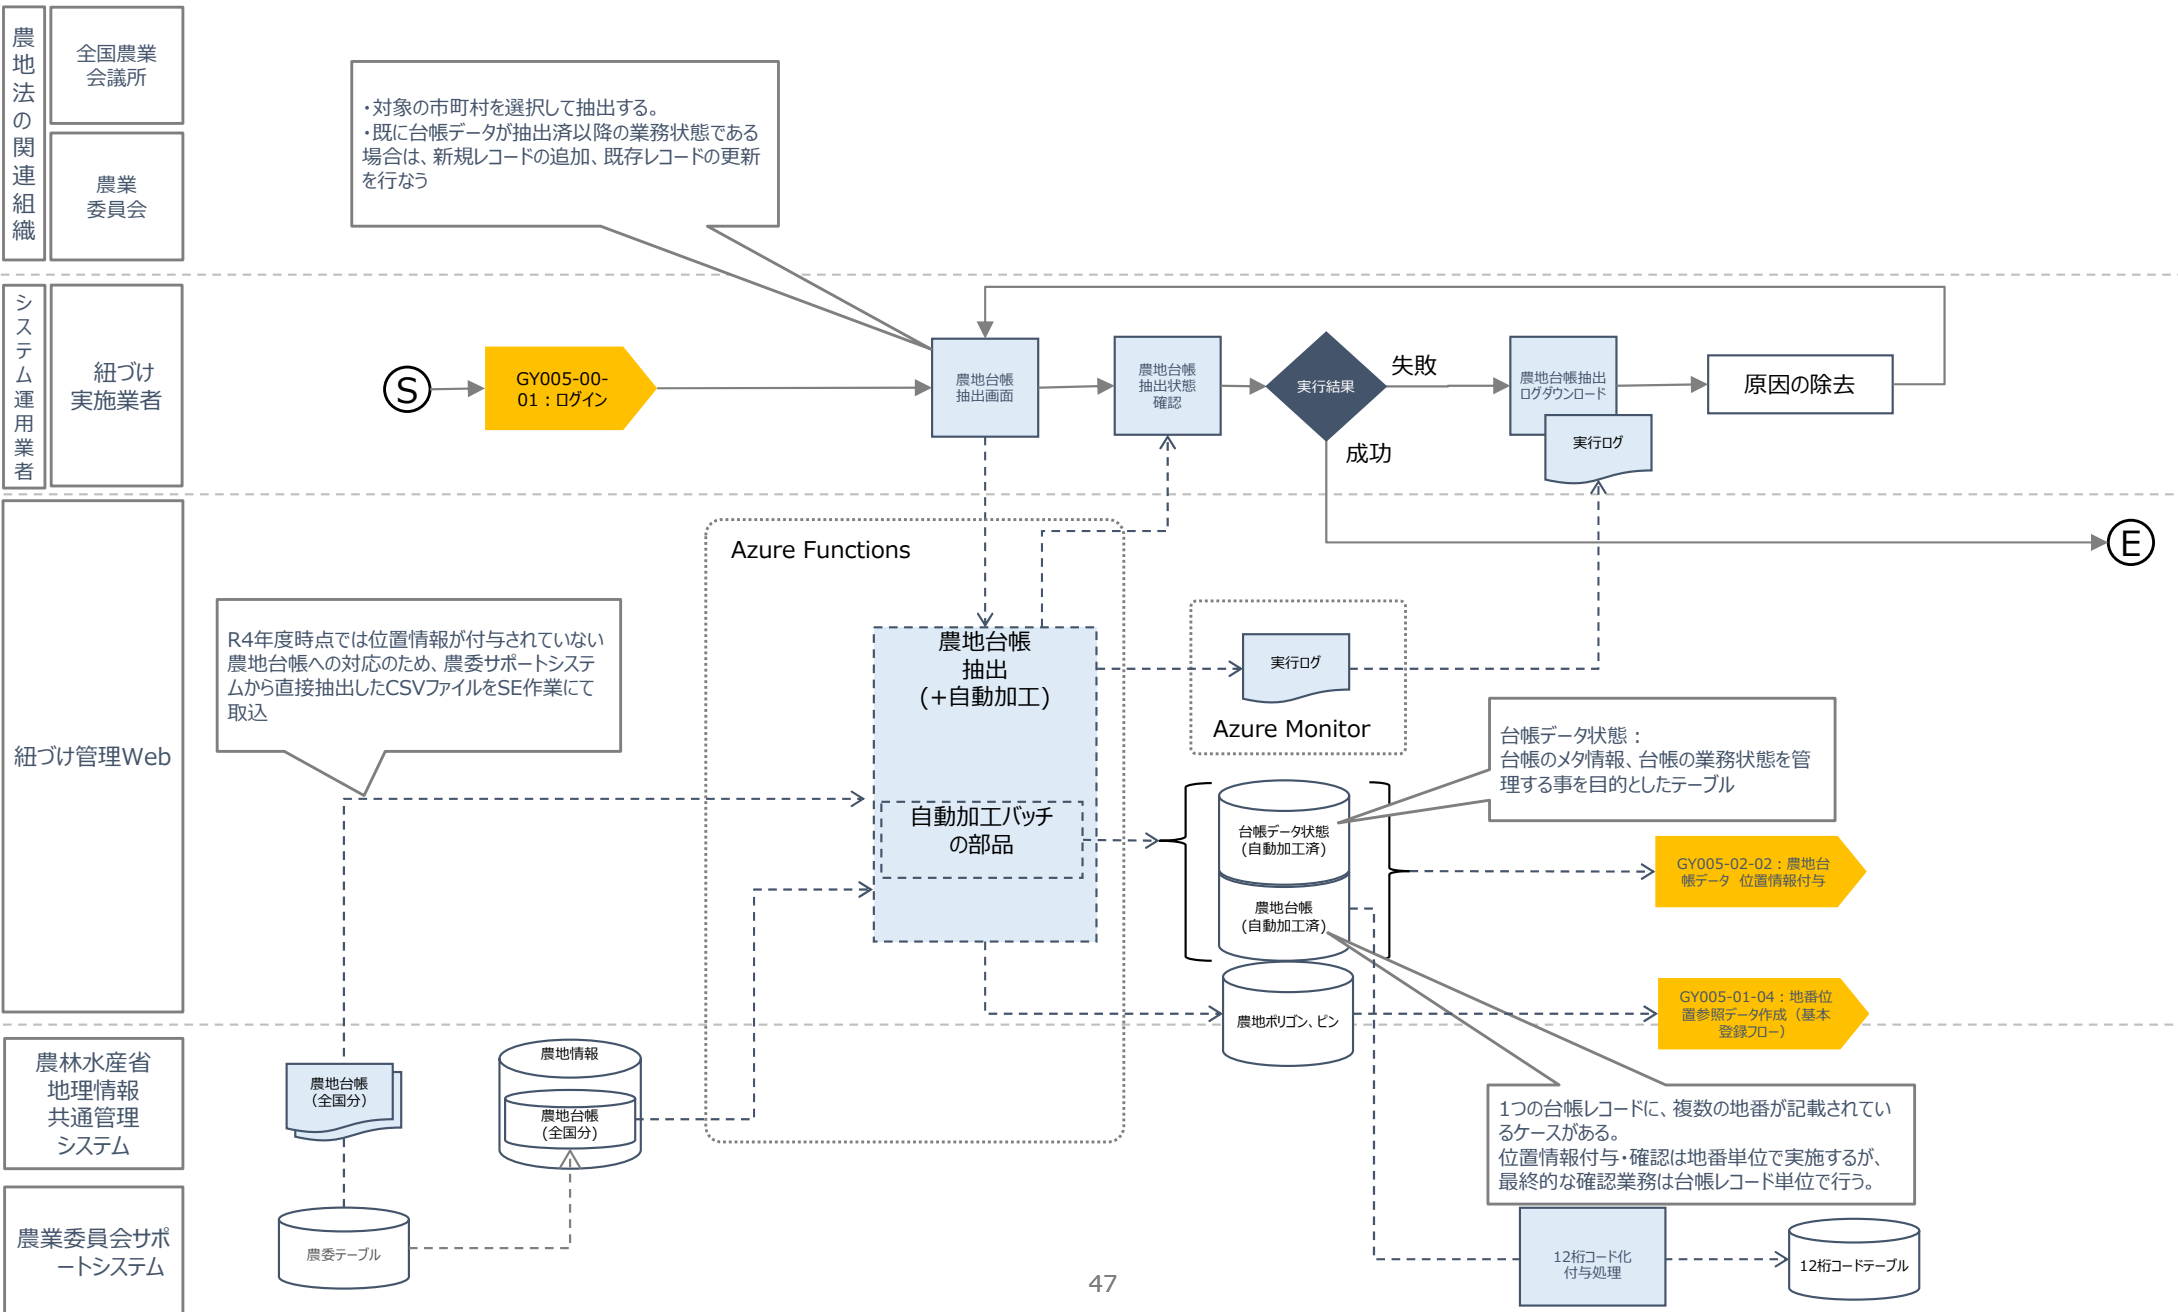 農地法の関連組織
全国農業
会議所
農業
委員会
・対象の市町村を選択して抽出する。
・既に台帳データが抽出済以降の業務状態である
場合は、新規レコードの追加、既存レコードの更新
を行なう
システム運用業者
紐づけ
実施業者
S
GY005-00-
01：ログイン
農地台帳
抽出画面
農地台帳
抽出状態
確認
実行結果
失敗
成功
農地台帳抽出
ログダウンロード
実行ログ
原因の除去
E
紐づけ管理Web
Azure Functions
R4年度時点では位置情報が付与されていない
農地台帳への対応のため、農委サポートシステ
ムから直接抽出したCSVファイルをSE作業にて
取込
農地台帳
抽出
(+自動加工)
自動加工バッチ
の部品
実行ログ
Azure Monitor
台帳データ状態：
台帳のメタ情報、台帳の業務状態を管
理する事を目的としたテーブル
台帳データ状態
(自動加工済)
農地台帳
(自動加工済)
農地ポリゴン、ピン
GY005-02-02：農地台
帳データ 位置情報付与
GY005-01-04：地番位
置参照データ作成（基本
登録フロー）
農林水産省
地理情報
共通管理
システム
農地台帳
（全国分）
農地情報
農地台帳
(全国分)
1つの台帳レコードに、複数の地番が記載されてい
るケースがある。
位置情報付与・確認は地番単位で実施するが、
最終的な確認業務は台帳レコード単位で行う。
農業委員会サポ
ートシステム
農委テーブル
12桁コード化
付与処理
12桁コードテーブル
47